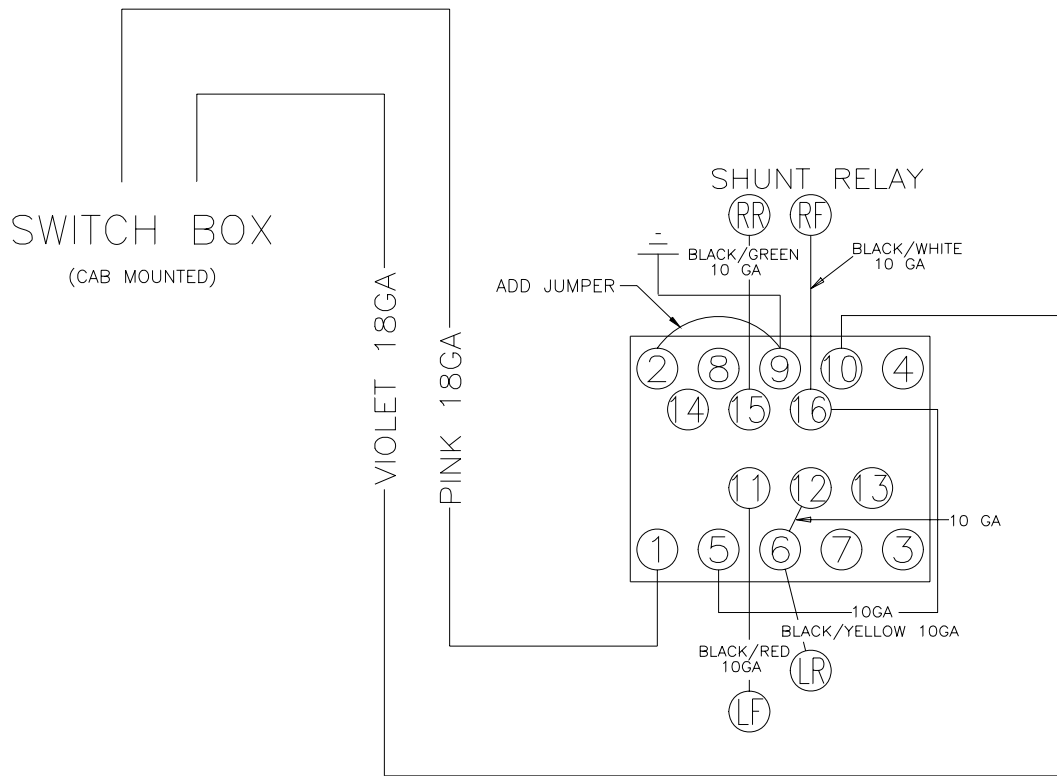 SHUNT RELAY
RR RF
SWITCH BOX
(CAB MOUNTED)
-
BLACK/GREEN
10 GA
BLACK/WHITE
10 GA
ADD JUMPER
VIOLET 18GA
PINK 18GA
2 8 9 10 4
14 15 16
11 12 13
10 GA
1 5 6 7 3
10GA
BLACK/YELLOW 10GA
BLACK/RED
10GA
LR
LF